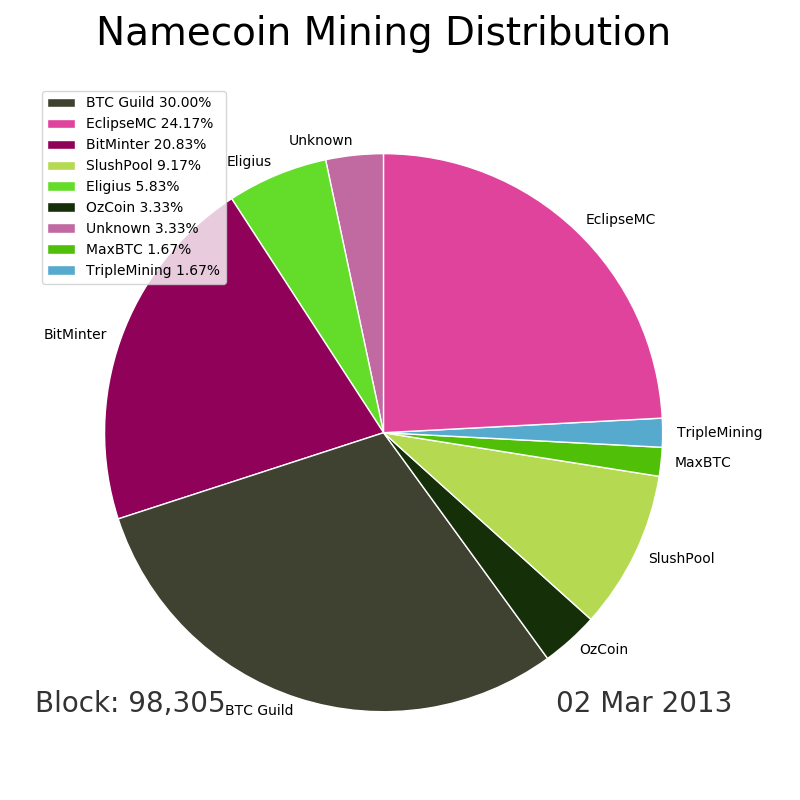 Namecoin Mining Distribution
BTC Guild 30.00%
EclipseMC 24.17%
BitMinter 20.83%
SlushPool 9.17%
Eligius 5.83%
OzCoin 3.33%
Unknown 3.33%
MaxBTC 1.67%
TripleMining 1.67%
Unknown
Eligius
EclipseMC
BitMinter
TripleMining
MaxBTC
SlushPool
OzCoin
BTC Guild
Block: 98,305
02 Mar 2013